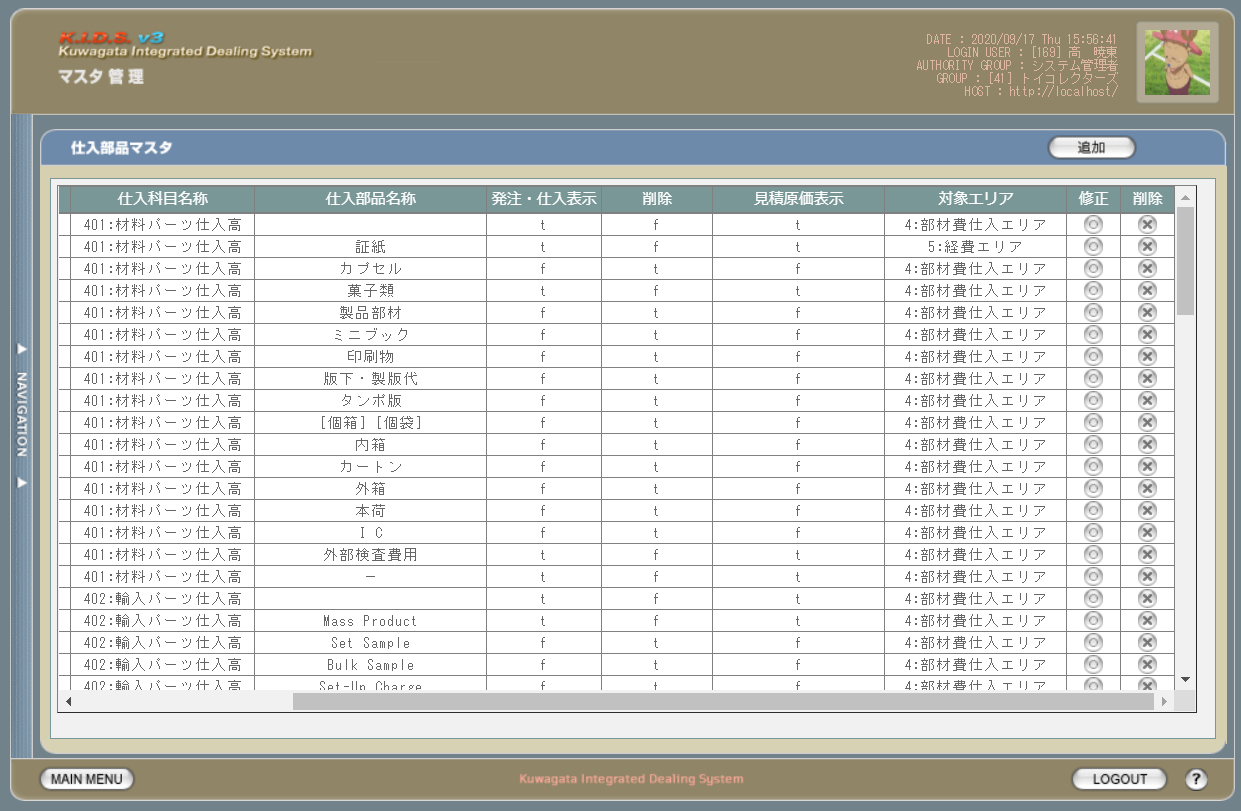 K.I.D.S. v3
Kuwagata Integrated Dealing System
マスタ管理
DATE : 2020/09/17 Thu 15:56:41
LOGIN USER : [169] 高　暁東
AUTHORITY GROUP : システム管理者
GROUP : [41] トイコレクターズ
HOST : http://localhost/
仕入部品マスタ
追加
NAVIGATION
仕入科目名称 仕入部品名称 発注・仕入表示 削除 見積原価表示 対象エリア 修正 削除
401:材料パーツ仕入高 t f t 4:部材費仕入エリア
401:材料パーツ仕入高 証紙 t f t 5:経費エリア
401:材料パーツ仕入高 カプセル f t f 4:部材費仕入エリア
401:材料パーツ仕入高 菓子類 t f t 4:部材費仕入エリア
401:材料パーツ仕入高 製品部材 f t f 4:部材費仕入エリア
401:材料パーツ仕入高 ミニブック f t f 4:部材費仕入エリア
401:材料パーツ仕入高 印刷物 f t f 4:部材費仕入エリア
401:材料パーツ仕入高 版下・製版代 f t f 4:部材費仕入エリア
401:材料パーツ仕入高 タンポ版 f t f 4:部材費仕入エリア
401:材料パーツ仕入高 [個箱] [個袋] f t f 4:部材費仕入エリア
401:材料パーツ仕入高 内箱 f t f 4:部材費仕入エリア
401:材料パーツ仕入高 カートン f t f 4:部材費仕入エリア
401:材料パーツ仕入高 外箱 f t f 4:部材費仕入エリア
401:材料パーツ仕入高 本荷 f t f 4:部材費仕入エリア
401:材料パーツ仕入高 ＩＣ f t f 4:部材費仕入エリア
401:材料パーツ仕入高 外部検査費用 t f t 4:部材費仕入エリア
401:材料パーツ仕入高 － t f t 4:部材費仕入エリア
402:輸入パーツ仕入高 t f t 4:部材費仕入エリア
402:輸入パーツ仕入高 Mass Product t f t 4:部材費仕入エリア
402:輸入パーツ仕入高 Set Sample f t f 4:部材費仕入エリア
402:輸入パーツ仕入高 Bulk Sample f t f 4:部材費仕入エリア
402:輸入パーツ仕入高 Set-Up Charge f t f 4:部材費仕入エリア
MAIN MENU
Kuwagata Integrated Dealing System
LOGOUT
?